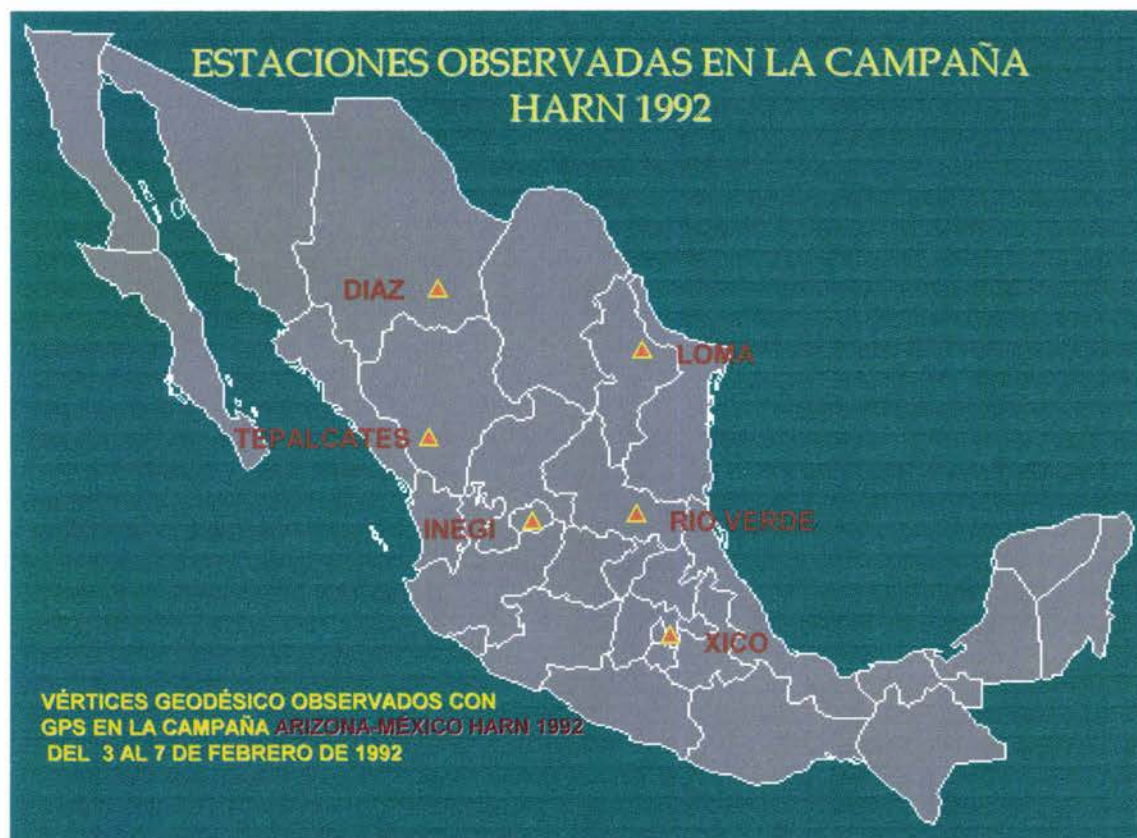 ESTACIONES OBSERVADAS EN LA CAMPAÑA
HARN 1992
DIAZ
LOMA
TEPALCATES
INEGI
RIO VERDE
XICO
VÉRTICES GEODÉSICO OBSERVADOS CON
GPS EN LA CAMPAÑA ARIZONA-MÉXICO HARN 1992
DEL 3 AL 7 DE FEBRERO DE 1992